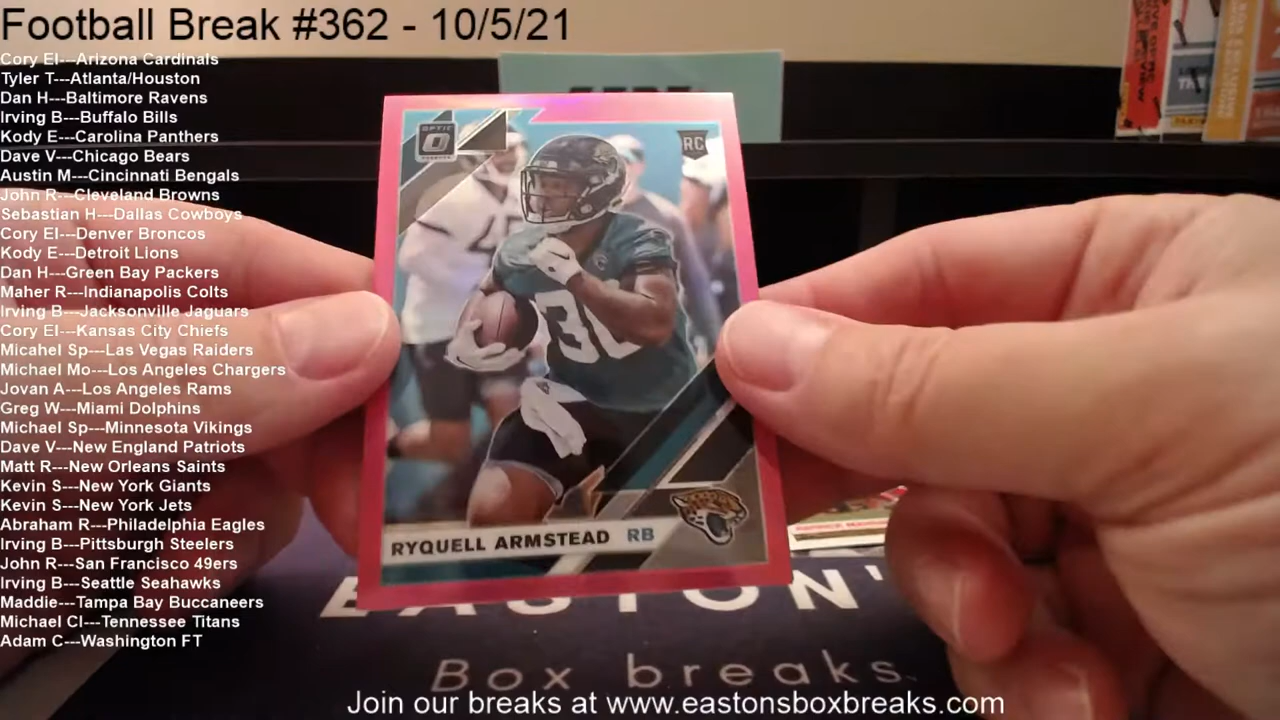 Football Break #362 - 10/5/21
Cory El---Arizona Cardinals
Tyler T---Atlanta/Houston
Dan H---Baltimore Ravens
Irving B---Buffalo Bills
Kody E---Carolina Panthers
Dave V---Chicago Bears
Austin M---Cincinnati Bengals
John R---Cleveland Browns
Sebastian H---Dallas Cowboys
Cory El---Denver Broncos
Kody E---Detroit Lions
Dan H---Green Bay Packers
Maher R---Indianapolis Colts
Irving B---Jacksonville Jaguars
Cory El---Kansas City Chiefs
Micahel Sp---Las Vegas Raiders
Michael Mo---Los Angeles Chargers
Jovan A---Los Angeles Rams
Greg W---Miami Dolphins
Michael Sp---Minnesota Vikings
Dave V---New England Patriots
Matt R---New Orleans Saints
Kevin S---New York Giants
Kevin S---New York Jets
Abraham R---Philadelphia Eagles
Irving B---Pittsburgh Steelers
John R---San Francisco 49ers
Irving B---Seattle Seahawks
Maddie---Tampa Bay Buccaneers
Michael Cl---Tennessee Titans
Adam C---Washington FT
OPTIC
RC
30
RYQUELL ARMSTEAD RB
EASTON'
Box breaks.
Join our breaks at www.eastonsboxbreaks.com